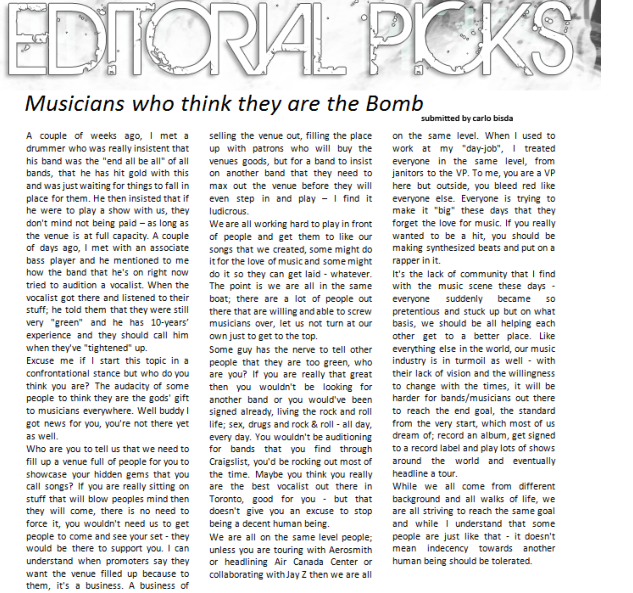 EDITORIAL PICKS
Musicians who think they are the Bomb
submitted by carlo bisda
A couple of weeks ago, I met a
drummer who was really insistent that
his band was the "end all be all" of all
bands, that he has hit gold with this
and was just waiting for things to fall in
place for them. He then insisted that if
he were to play a show with us, they
don't mind not being paid – as long as
the venue is at full capacity. A couple
of days ago, I met with an associate
bass player and he mentioned to me
how the band that he's on right now
tried to audition a vocalist. When the
vocalist got there and listened to their
stuff; he told them that they were still
very "green" and he has 10-years'
experience and they should call him
when they've "tightened" up.
Excuse me if I start this topic in a
confrontational stance but who do you
think you are? The audacity of some
people to think they are the gods' gift
to musicians everywhere. Well buddy I
got news for you, you're not there yet
as well.
Who are you to tell us that we need to
fill up a venue full of people for you to
showcase your hidden gems that you
call songs? If you are really sitting on
stuff that will blow peoples mind then
they will come, there is no need to
force it, you wouldn't need us to get
people to come and see your set - they
would be there to support you. I can
understand when promoters say they
want the venue filled up because to
them, it's a business. A business of
selling the venue out, filling the place
up with patrons who will buy the
venues goods, but for a band to insist
on another band that they need to
max out the venue before they will
even step in and play – I find it
ludicrous.
We are all working hard to play in front
of people and get them to like our
songs that we created, some might do
it for the love of music and some might
do it so they can get laid - whatever.
The point is we are all in the same
boat; there are a lot of people out
there that are willing and able to screw
musicians over, let us not turn at our
own just to get to the top.
Some guy has the nerve to tell other
people that they are too green, who
are you? If you are really that great
then you wouldn't be looking for
another band or you would've been
signed already, living the rock and roll
life; sex, drugs and rock & roll - all day,
every day. You wouldn't be auditioning
for bands that you find through
Craigslist, you'd be rocking out most of
the time. Maybe you think you really
are the best vocalist out there in
Toronto, good for you - but that
doesn't give you an excuse to stop
being a decent human being.
We are all on the same level people;
unless you are touring with Aerosmith
or headlining Air Canada Center or
collaborating with Jay Z then we are all
on the same level. When I used to
work at my "day-job", I treated
everyone in the same level, from
janitors to the VP. To me, you are a VP
here but outside, you bleed red like
everyone else. Everyone is trying to
make it "big" these days that they
forget the love for music. If you really
wanted to be a hit, you should be
making synthesized beats and put on a
rapper in it.
It's the lack of community that I find
with the music scene these days -
everyone suddenly became so
pretentious and stuck up but on what
basis, we should be all helping each
other get to a better place. Like
everything else in the world, our music
industry is in turmoil as well - with
their lack of vision and the willingness
to change with the times, it will be
harder for bands/musicians out there
to reach the end goal, the standard
from the very start, which most of us
dream of; record an album, get signed
to a record label and play lots of shows
around the world and eventually
headline a tour.
While we all come from different
background and all walks of life, we
are all striving to reach the same goal
and while I understand that some
people are just like that - it doesn't
mean indecency towards another
human being should be tolerated.